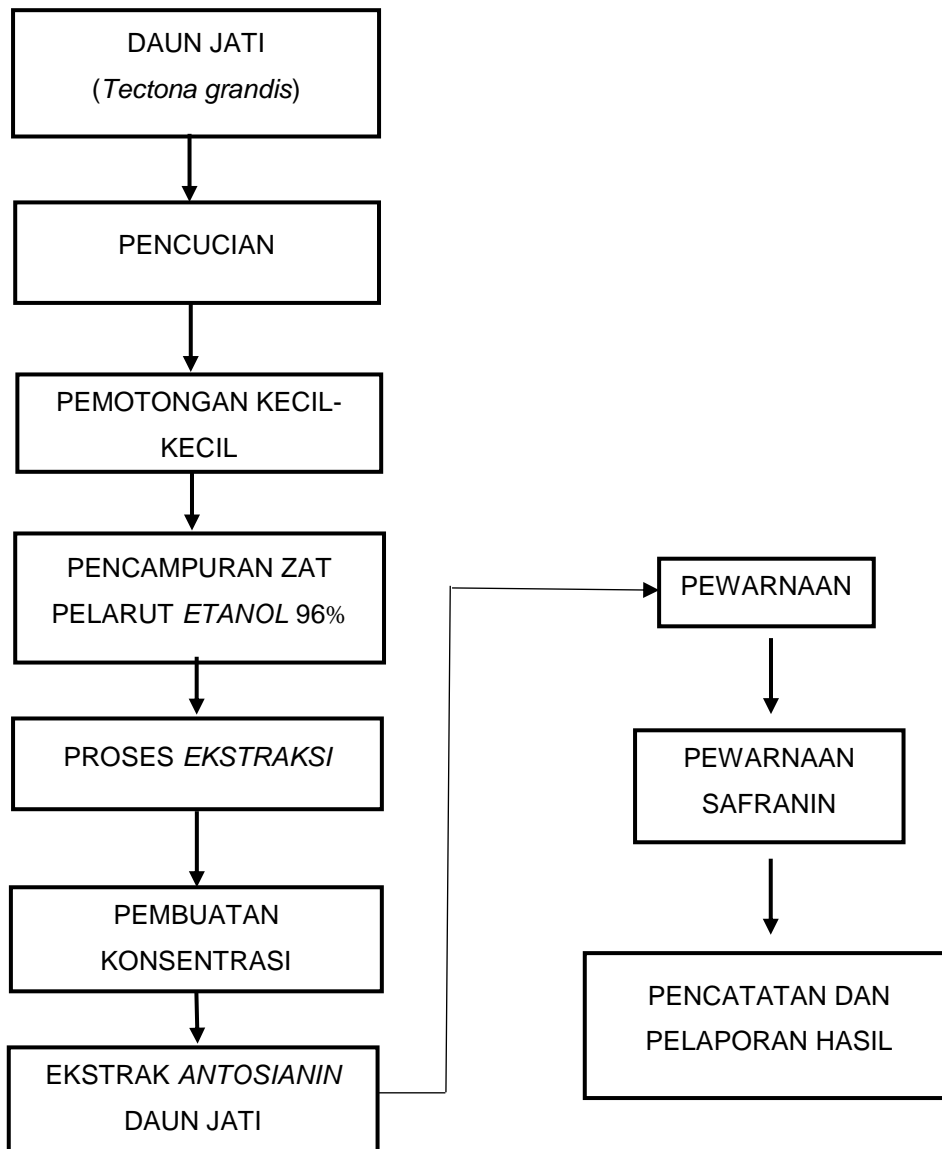 DAUN JATI
(Tectona grandis)
PENCUCIAN
PEMOTONGAN KECIL-
KECIL
PENCAMPURAN ZAT
PELARUT ETANOL 96%
PROSES EKSTRAKSI
PEMBUATAN
KONSENTRASI
EKSTRAK ANTOSIANIN
DAUN JATI
PEWARNAAN
PEWARNAAN
SAFRANIN
PENCATATAN DAN
PELAPORAN HASIL